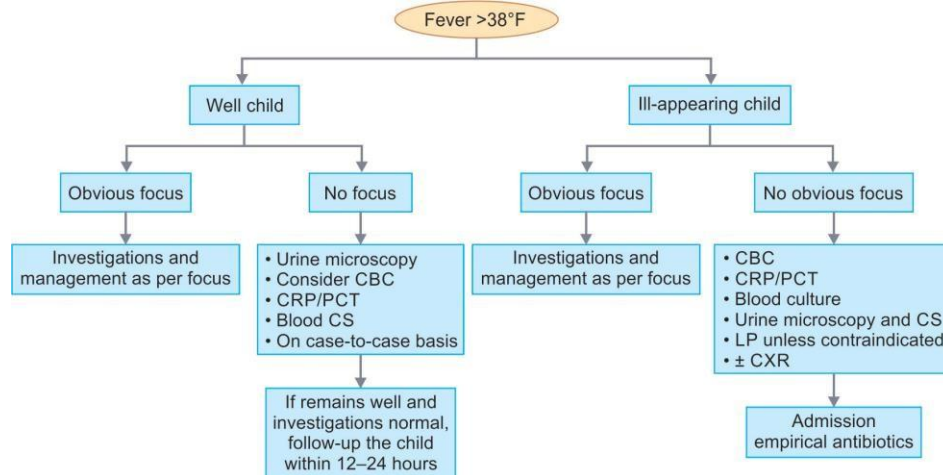 Fever >38°F
Well child
Ill-appearing child
Obvious focus
No focus
Obvious focus
No obvious focus
Investigations and
management as per focus
• Urine microscopy
• Consider CBC
• CRP/PCT
• Blood CS
• On case-to-case basis
Investigations and
management as per focus
• CBC
• CRP/PCT
• Blood culture
• Urine microscopy and CS
• LP unless contraindicated
• ± CXR
If remains well and
investigations normal,
follow-up the child
within 12–24 hours
Admission
empirical antibiotics